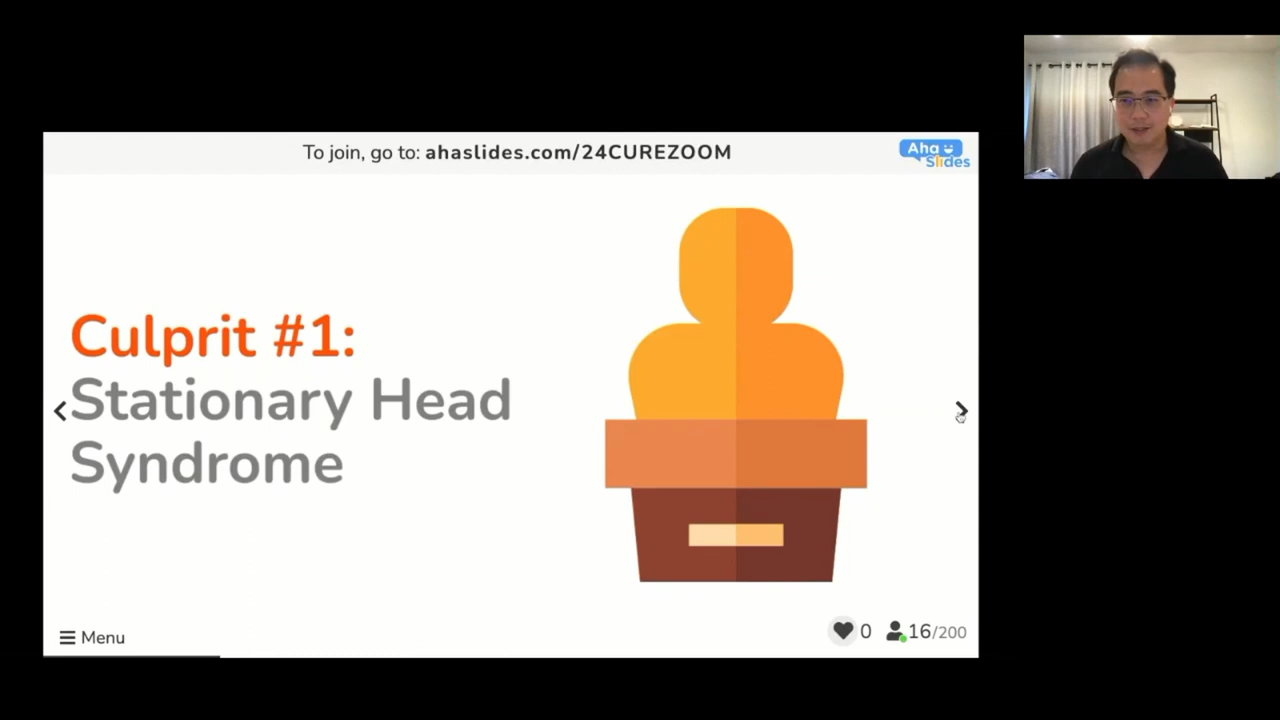 To join, go to: ahaslides.com/24CUREZOOM
Aha
Slides
Culprit #1:
Stationary Head
Syndrome
Menu
0
16/200